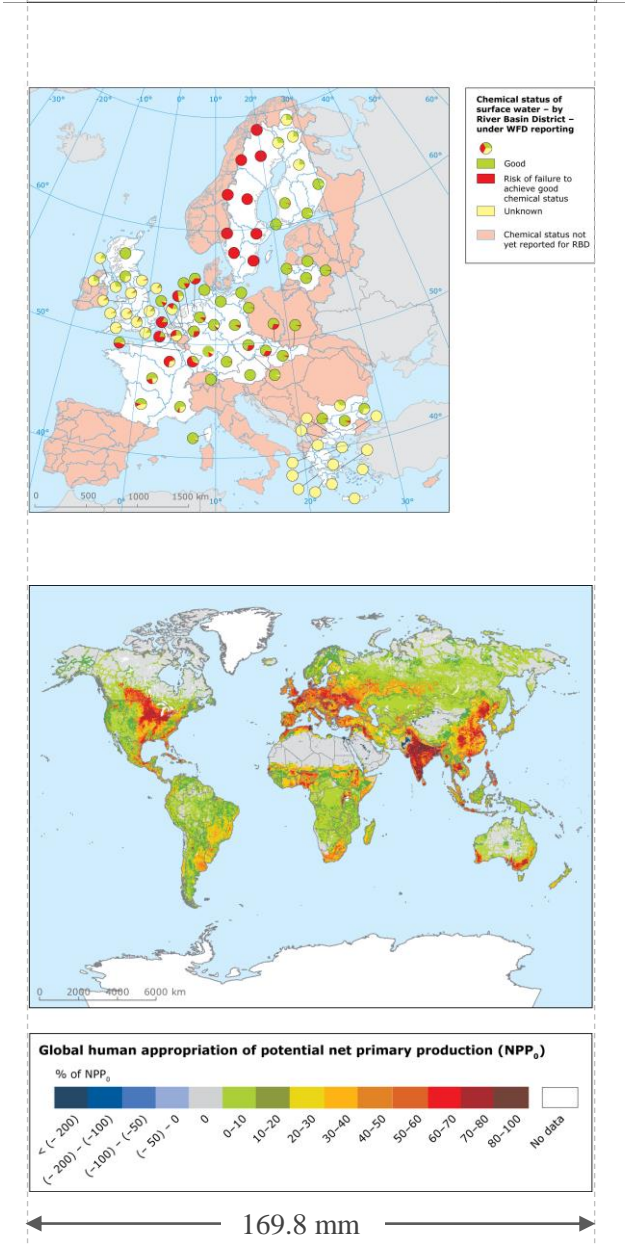 -30°
-20°
-10°
0°
10°
20°
30°
40°
50°
60°
60°
60°
50°
50°
40°
40°
0 500 1000 1500 km
0°
10°
20°
30°
Chemical status of
surface water – by
River Basin District –
under WFD reporting
Good
Risk of failure to
achieve good
chemical status
Unknown
Chemical status not
yet reported for RBD
0 2000 4000 6000 km
Global human appropriation of potential net primary production (NPP₀)
% of NPP₀
< (– 200)
(– 200) – (–100)
(–100) – (–50)
(– 50) – 0
0
0–10
10–20
20–30
30–40
40–50
50–60
60–70
70–80
80–100
No data
169.8 mm